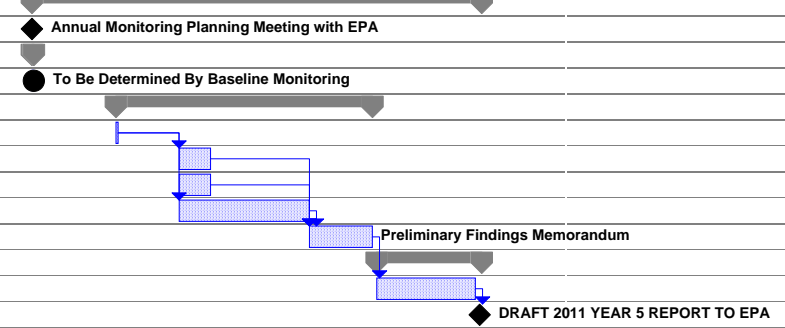 Annual Monitoring Planning Meeting with EPA
To Be Determined By Baseline Monitoring
Preliminary Findings Memorandum
DRAFT 2011 YEAR 5 REPORT TO EPA